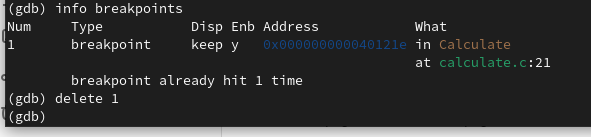 (gdb) info breakpoints
Num     Type           Disp Enb Address            What
1       breakpoint     keep y   0x000000000040121e in Calculate
                                                   at calculate.c:21
        breakpoint already hit 1 time
(gdb) delete 1
(gdb)